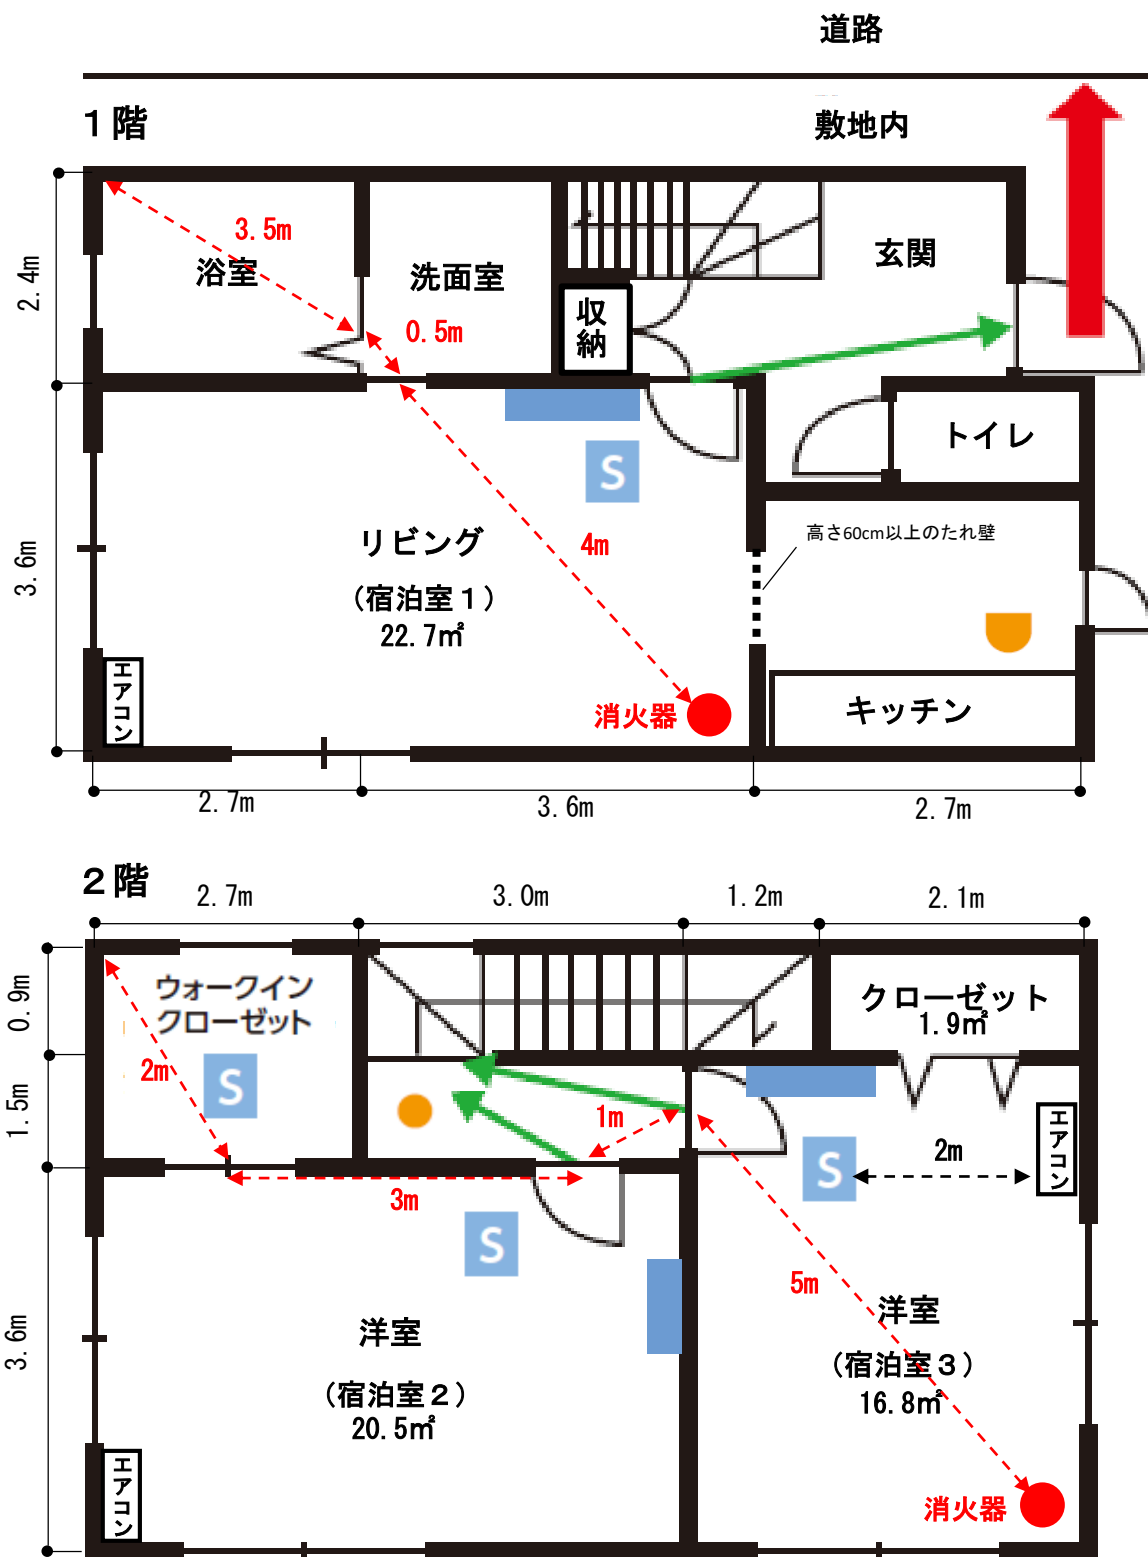 道路
1階
敷地内
3.5m
浴室
洗面室
玄関
2.4m
0.5m
収納
トイレ
S
高さ60cm以上のたれ壁
リビング
4m
(宿泊室1)
22.7㎡
3.6m
エアコン
消火器
キッチン
2.7m
3.6m
2.7m
2階
2.7m
3.0m
1.2m
2.1m
0.9m
ウォークイン
クローゼット
クローゼット
1.9㎡
2m
S
1.5m
1m
エアコン
S
2m
3m
S
5m
洋室
(宿泊室2)
20.5㎡
洋室
(宿泊室3)
16.8㎡
3.6m
エアコン
消火器